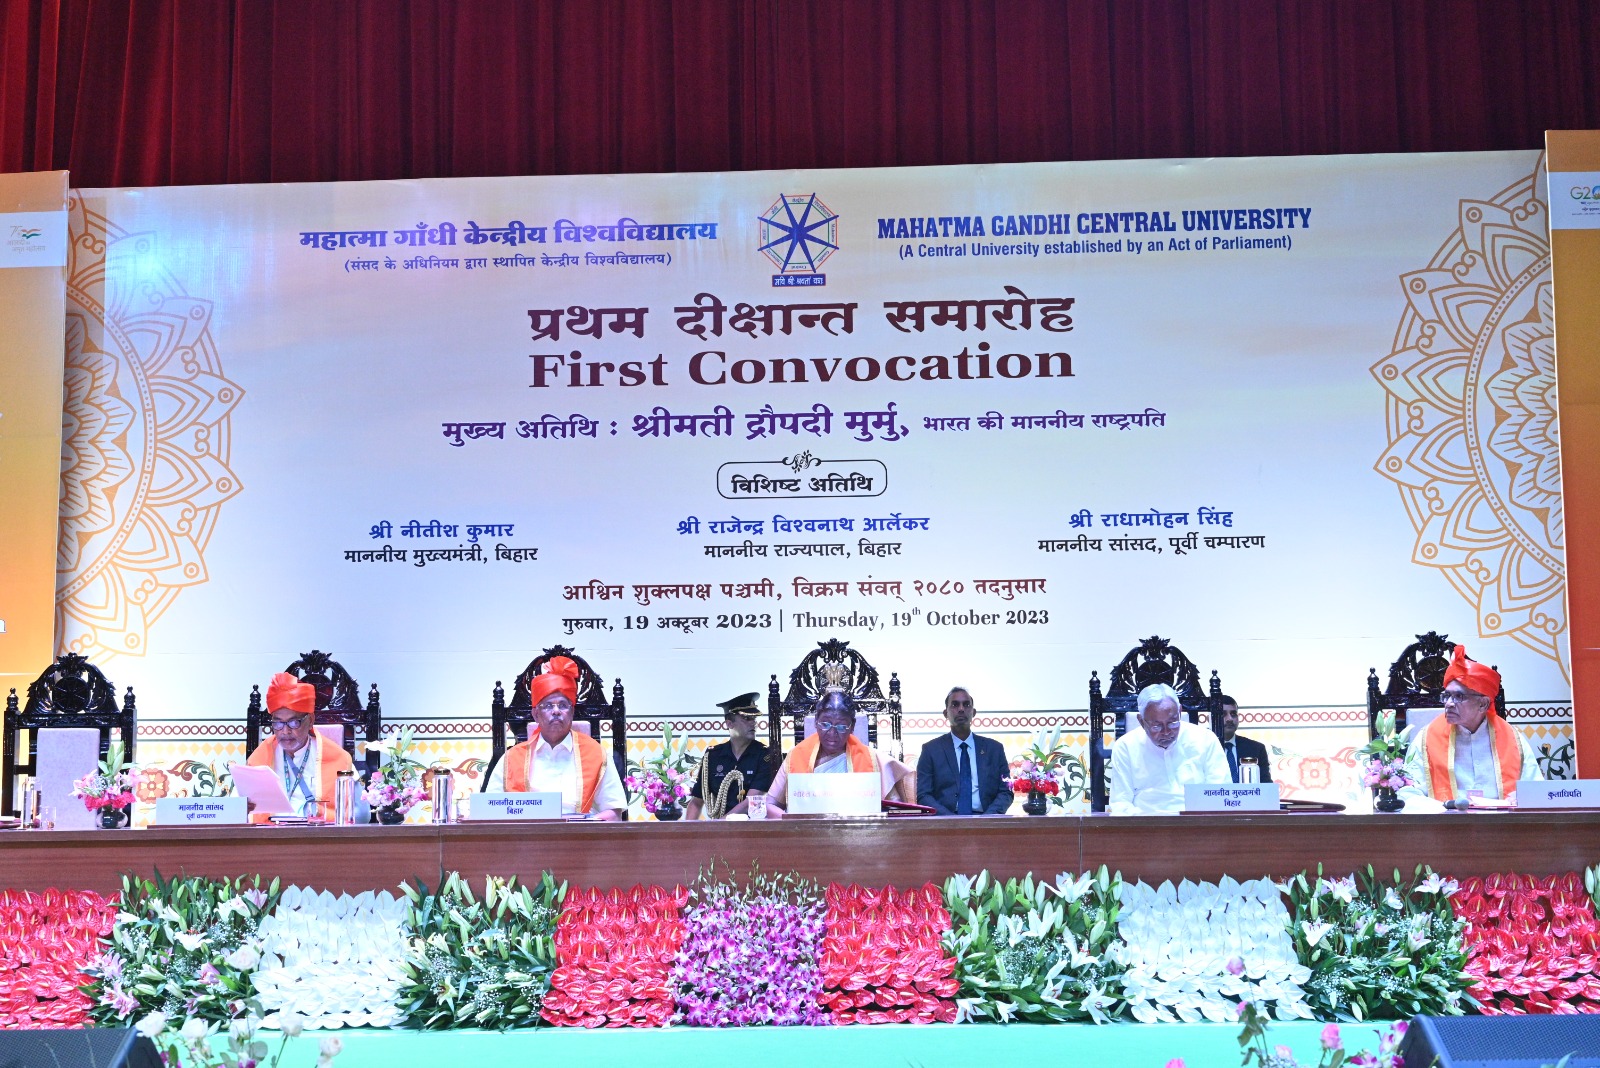 महात्मा गाँधी केन्द्रीय विश्वविद्यालय
(संसद के अधिनियम द्वारा स्थापित केन्द्रीय विश्वविद्यालय)
MAHATMA GANDHI CENTRAL UNIVERSITY
(A Central University established by an Act of Parliament)
प्रथम दीक्षान्त समारोह
First Convocation
मुख्य अतिथि : श्रीमती द्रौपदी मुर्मु, भारत की माननीय राष्ट्रपति
विशिष्ट अतिथि
श्री नीतीश कुमार
माननीय मुख्यमंत्री, बिहार
श्री राजेन्द्र विश्वनाथ आर्लेकर
माननीय राज्यपाल, बिहार
श्री राधामोहन सिंह
माननीय सांसद, पूर्वी चम्पारण
आश्विन शुक्लपक्ष पञ्चमी, विक्रम संवत् २०८० तदनुसार
गुरुवार, 19 अक्टूबर 2023 | Thursday, 19th October 2023
G20
माननीय सांसद
पूर्वी चम्पारण
माननीय राज्यपाल
बिहार
माननीय मुख्यमंत्री
बिहार
कुलाधिपति